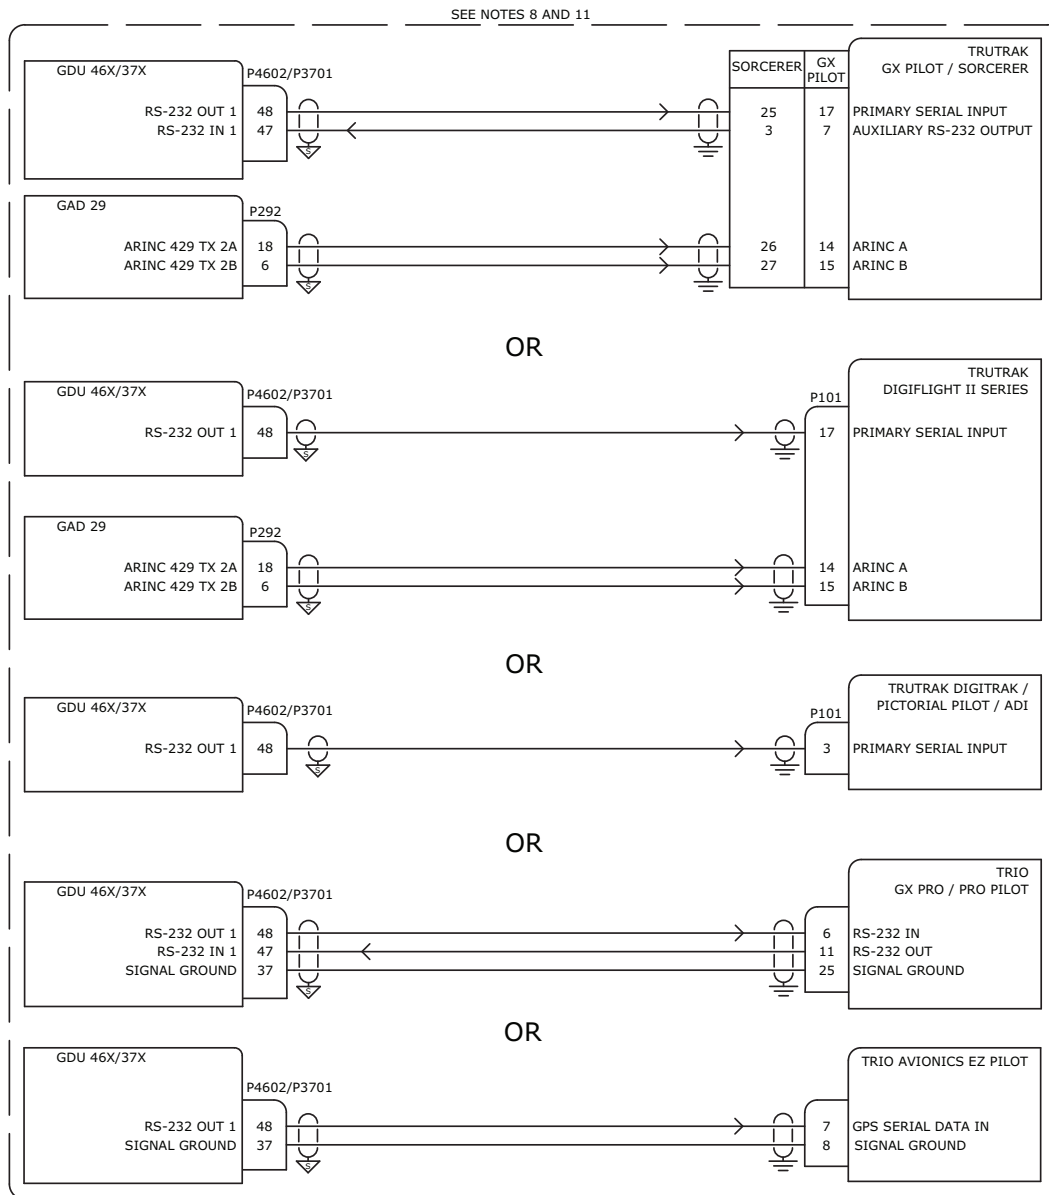 SEE NOTES 8 AND 11
GDU 46X/37X
P4602/P3701
RS-232 OUT 1 48
RS-232 IN 1 47
S
SORCERER GX PILOT
TRUTRAK
GX PILOT / SORCERER
25 17 PRIMARY SERIAL INPUT
3 7 AUXILIARY RS-232 OUTPUT
GAD 29
P292
ARINC 429 TX 2A 18
ARINC 429 TX 2B 6
S
26 14 ARINC A
27 15 ARINC B
OR
GDU 46X/37X
P4602/P3701
RS-232 OUT 1 48
S
TRUTRAK
DIGIFLIGHT II SERIES
P101
17 PRIMARY SERIAL INPUT
GAD 29
P292
ARINC 429 TX 2A 18
ARINC 429 TX 2B 6
S
14 ARINC A
15 ARINC B
OR
GDU 46X/37X
P4602/P3701
RS-232 OUT 1 48
S
TRUTRAK DIGITRAK /
PICTORIAL PILOT / ADI
P101
3 PRIMARY SERIAL INPUT
OR
GDU 46X/37X
P4602/P3701
RS-232 OUT 1 48
RS-232 IN 1 47
SIGNAL GROUND 37
S
TRIO
GX PRO / PRO PILOT
6 RS-232 IN
11 RS-232 OUT
25 SIGNAL GROUND
OR
GDU 46X/37X
P4602/P3701
RS-232 OUT 1 48
SIGNAL GROUND 37
S
TRIO AVIONICS EZ PILOT
7 GPS SERIAL DATA IN
8 SIGNAL GROUND